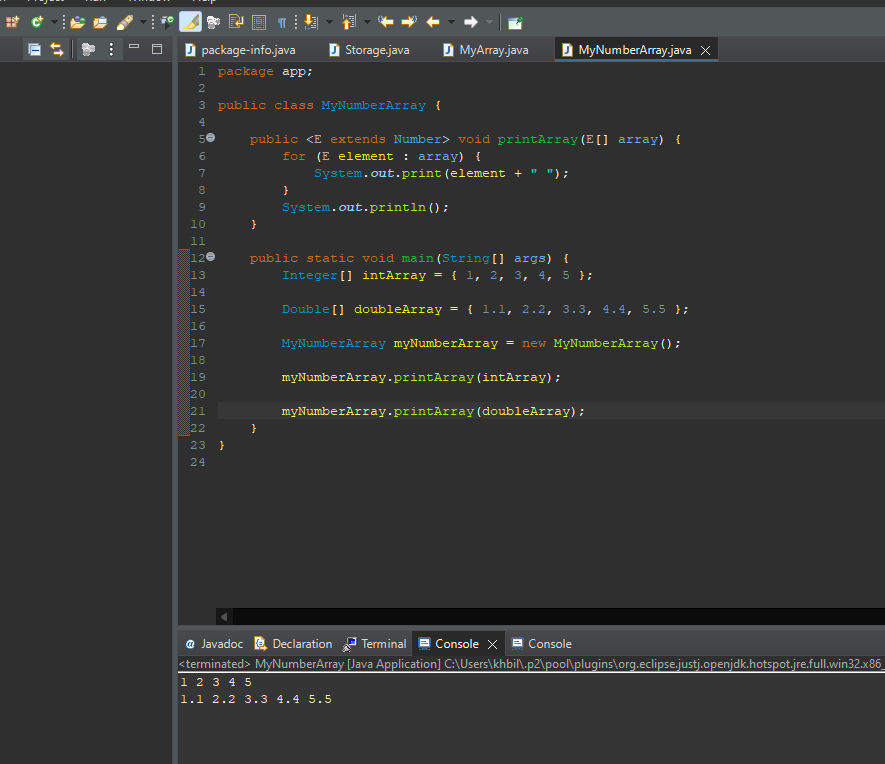 package-info.java Storage.java MyArray.java MyNumberArray.java
1 package app;
2
3 public class MyNumberArray {
4
5 public <E extends Number> void printArray(E[] array) {
6 for (E element : array) {
7 System.out.print(element + " ");
8 }
9 System.out.println();
10 }
11
12 public static void main(String[] args) {
13 Integer[] intArray = { 1, 2, 3, 4, 5 };
14
15 Double[] doubleArray = { 1.1, 2.2, 3.3, 4.4, 5.5 };
16
17 MyNumberArray myNumberArray = new MyNumberArray();
18
19 myNumberArray.printArray(intArray);
20
21 myNumberArray.printArray(doubleArray);
22 }
23 }
24
Javadoc Declaration Terminal Console Console
<terminated> MyNumberArray [Java Application] C:\Users\khbil\.p2\pool\plugins\org.eclipse.justj.openjdk.hotspot.jre.full.win32.x86_
1 2 3 4 5
1.1 2.2 3.3 4.4 5.5